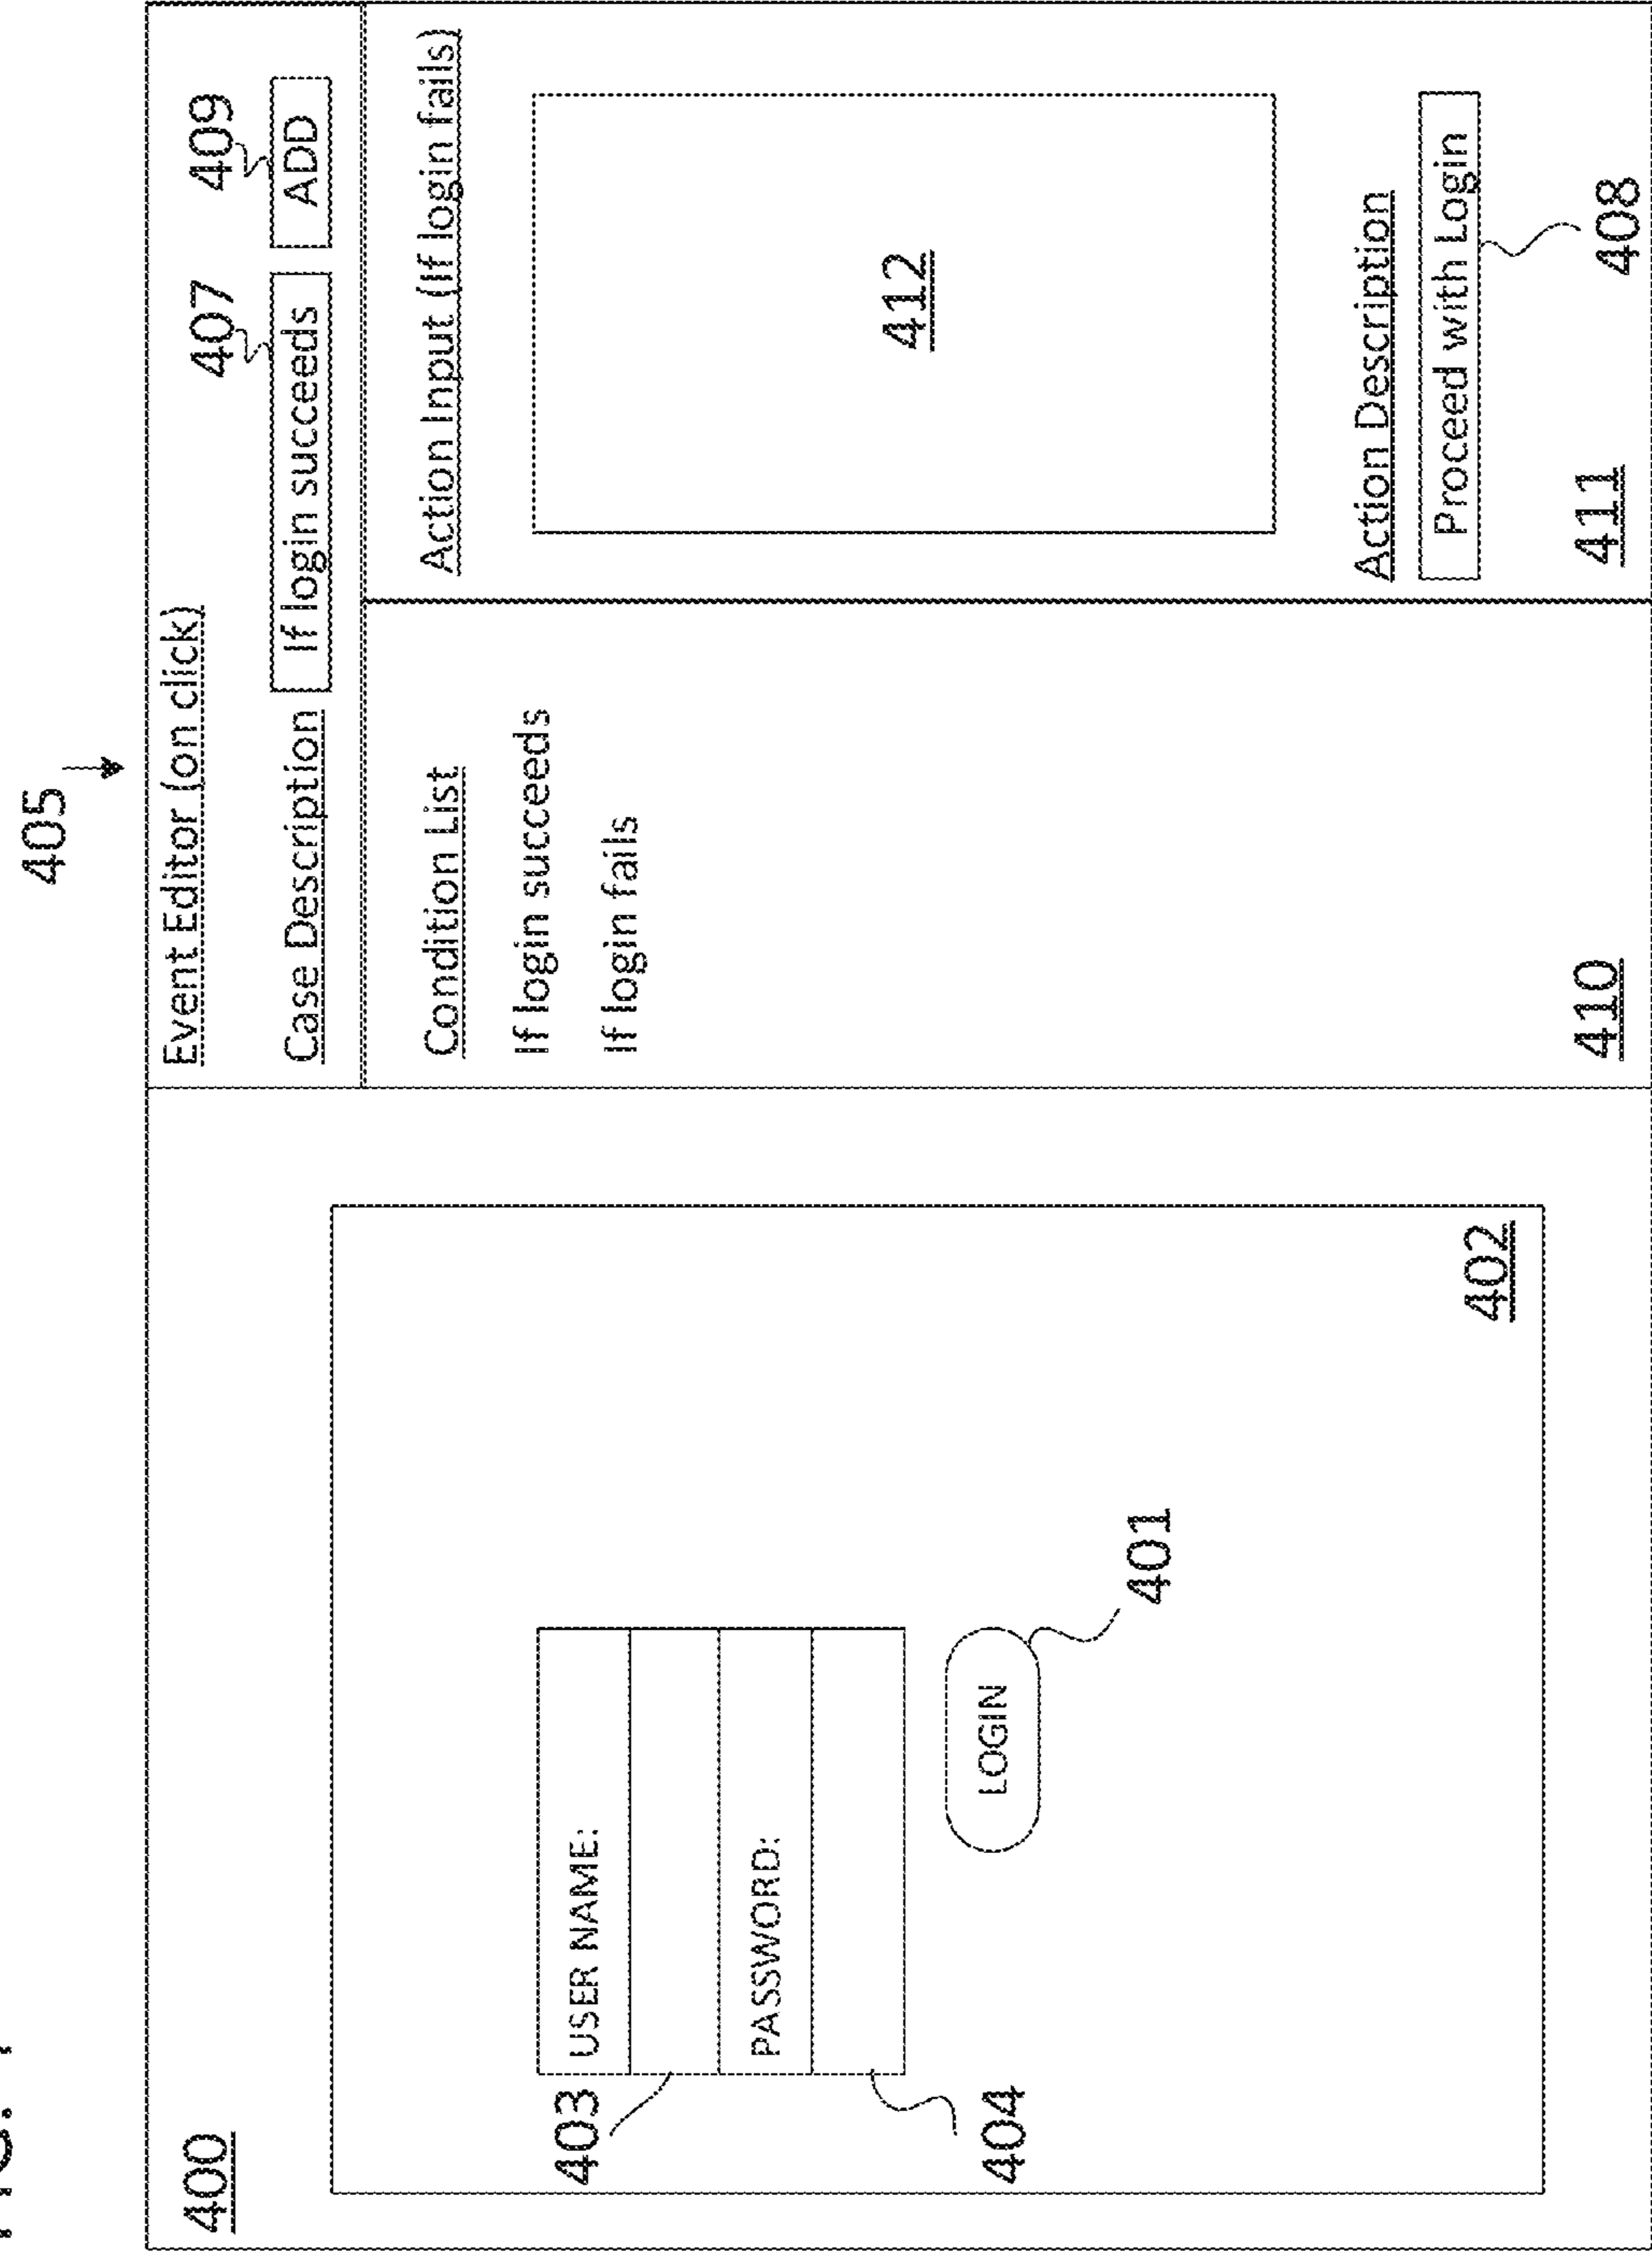 405
400
Event Editor (on click)
407
409
Case Description
If login succeeds
ADD
Condition List
If login succeeds
If login fails
410
Action Input (If login fails)
412
Action Description
Proceed with Login
411
408
USER NAME:
403
PASSWORD:
404
LOGIN
401
402